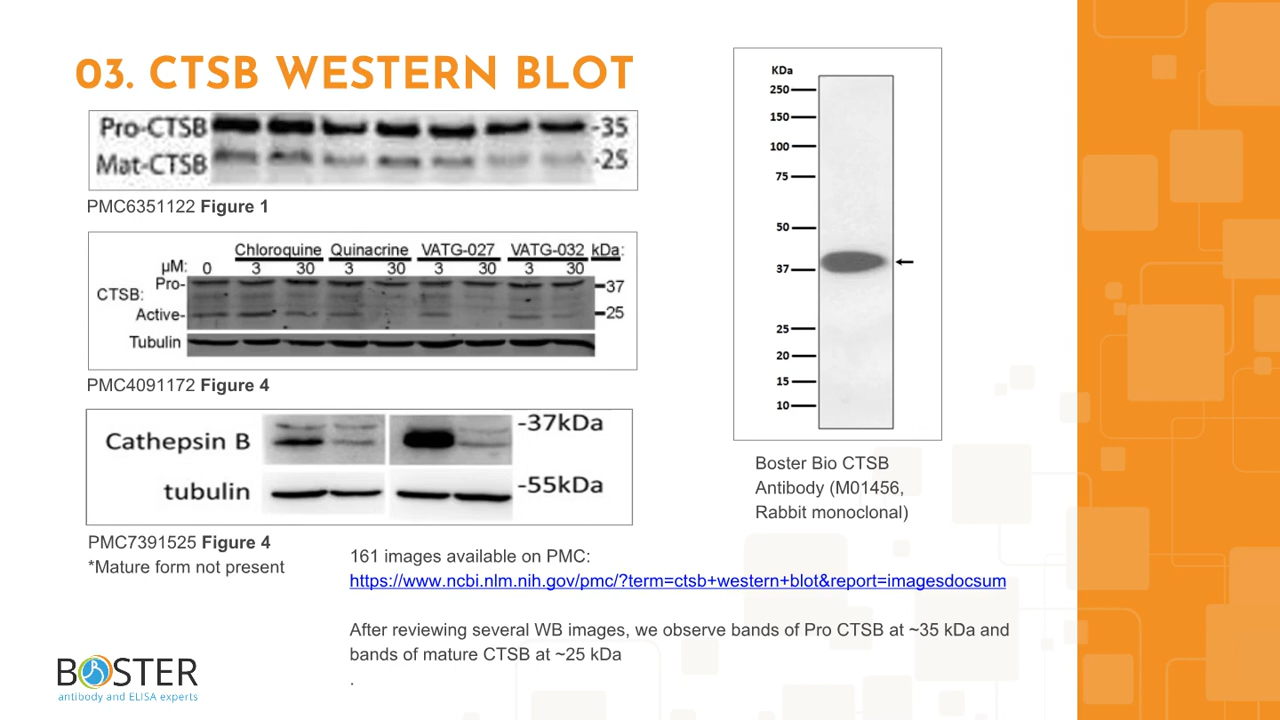 03. CTSB WESTERN BLOT
Pro-CTSB -35
Mat-CTSB -25
PMC6351122 Figure 1
Chloroquine Quinacrine VATG-027 VATG-032 kDa:
µM: 0 3 30 3 30 3 30 3 30
CTSB: Pro- 37
Active- 25
Tubulin
PMC4091172 Figure 4
Cathepsin B -37kDa
tubulin -55kDa
PMC7391525 Figure 4
*Mature form not present
KDa
250
150
100
75
50
37
25
20
15
10
Boster Bio CTSB
Antibody (M01456,
Rabbit monoclonal)
161 images available on PMC:
https://www.ncbi.nlm.nih.gov/pmc/?term=ctsb+western+blot&report=imagesdocsum
After reviewing several WB images, we observe bands of Pro CTSB at ~35 kDa and
bands of mature CTSB at ~25 kDa
.
BOSTER
antibody and ELISA experts